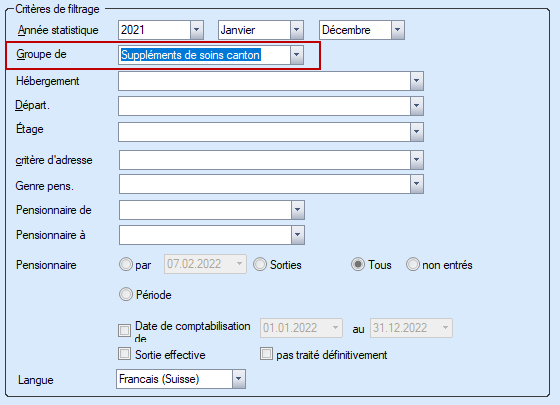 Critères de filtrage
Année statistique 2021 Janvier Décembre
Groupe de Suppléments de soins canton
Hébergement
Départ.
Étage
critère d'adresse
Genre pens.
Pensionnaire de
Pensionnaire à
Pensionnaire par 07.02.2022 Sorties Tous non entrés
Période
Date de comptabilisation de 01.01.2022 au 31.12.2022
Sortie effective pas traité définitivement
Langue Francais (Suisse)